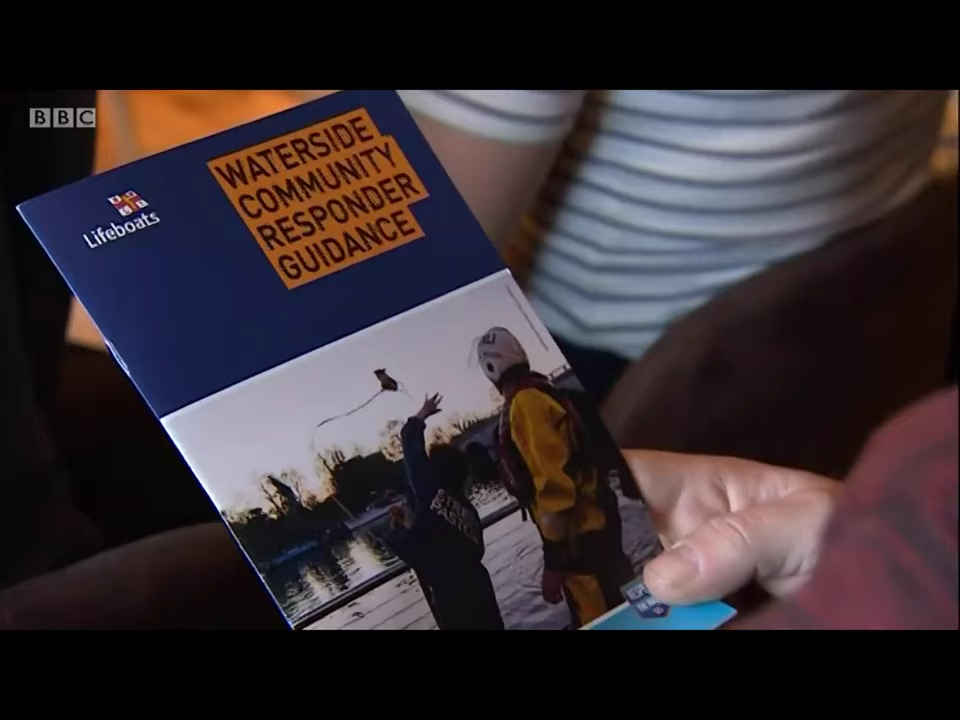 BBC
Lifeboats
WATERSIDE
COMMUNITY
RESPONDER
GUIDANCE